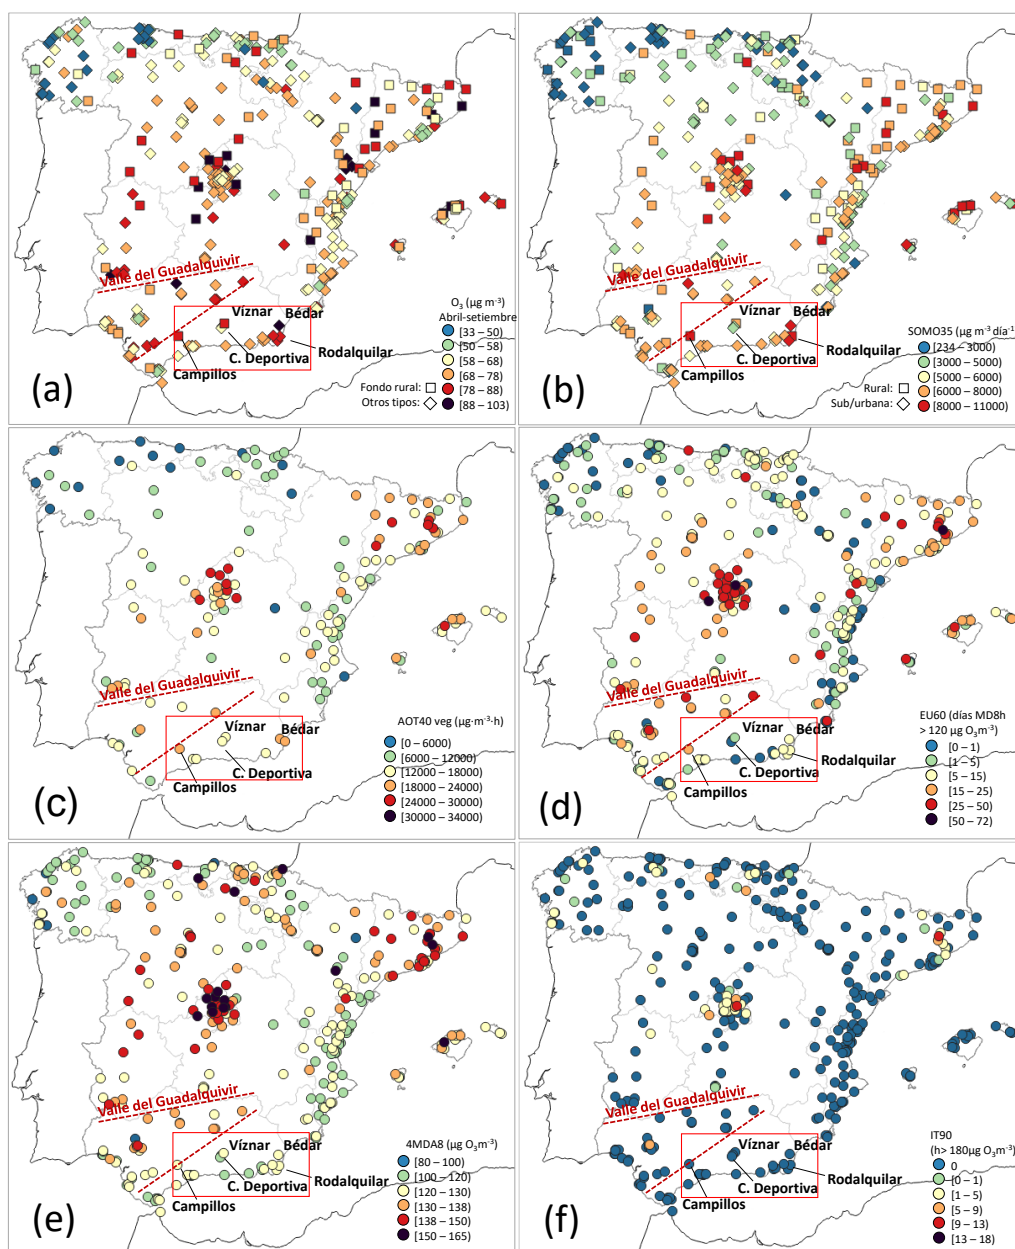 Valle del Guadalquivir
Víznar
Bédar
C. Deportiva
Rodalquilar
Campillos
(a)
O₃ (µg m⁻³)
Abril-setiembre
[33 – 50)
[50 – 58)
[58 – 68)
[68 – 78)
[78 – 88)
[88 – 103)
Fondo rural:
Otros tipos:
Valle del Guadalquivir
Víznar
Bédar
C. Deportiva
Rodalquilar
Campillos
(b)
SOMO35 (µg m⁻³ día⁻¹
[234 – 3000)
[3000 – 5000)
[5000 – 6000)
[6000 – 8000)
[8000 – 11000)
Rural:
Sub/urbana:
Valle del Guadalquivir
Víznar
Bédar
C. Deportiva
Campillos
(c)
AOT40 veg (µg·m⁻³·h)
[0 – 6000)
[6000 – 12000)
[12000 – 18000)
[18000 – 24000)
[24000 – 30000)
[30000 – 34000)
Valle del Guadalquivir
Víznar
Bédar
C. Deportiva
Rodalquilar
Campillos
(d)
EU60 (días MD8h
> 120 µg O₃m⁻³)
[0 – 1)
[1 – 5)
[5 – 15)
[15 – 25)
[25 – 50)
[50 – 72)
Valle del Guadalquivir
Víznar
Bédar
C. Deportiva
Rodalquilar
Campillos
(e)
4MDA8 (µg O₃m⁻³)
[80 – 100)
[100 – 120)
[120 – 130)
[130 – 138)
[138 – 150)
[150 – 165)
Valle del Guadalquivir
Víznar
Bédar
C. Deportiva
Rodalquilar
Campillos
(f)
IT90
(h> 180µg O₃m⁻³)
0
[0 – 1)
[1 – 5)
[5 – 9)
[9 – 13)
[13 – 18)